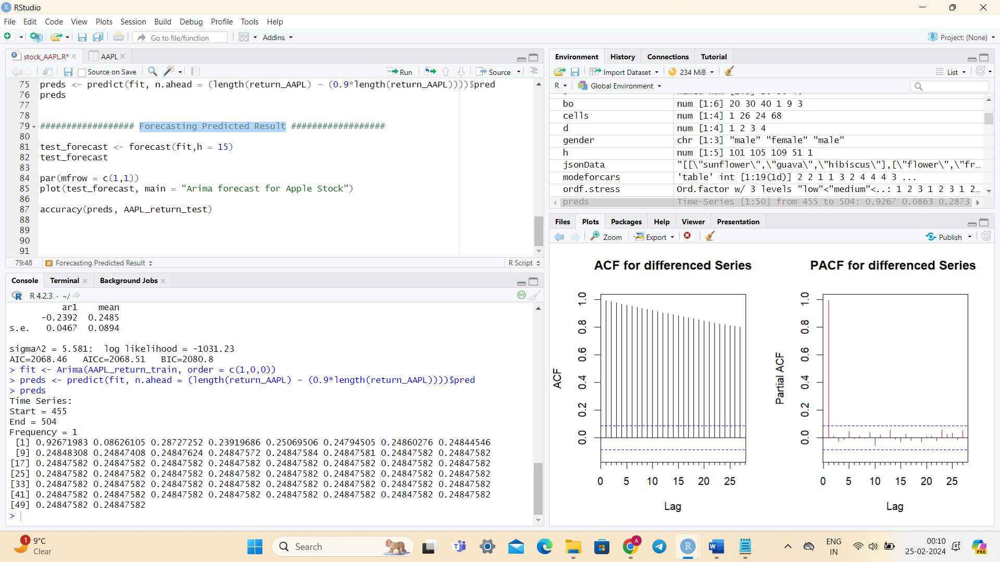 RStudio
File Edit Code View Plots Session Build Debug Profile Tools Help
Go to file/function Addins Project: (None)
stock_AAPL.R* AAPL
Source on Save Run Source
75 preds <- predict(fit, n.ahead = (length(return_AAPL) - (0.9*length(return_AAPL))))$pred
76 preds
77
78
79 ################## Forecasting Predicted Result ##################
80
81 test_forecast <- forecast(fit,h = 15)
82 test_forecast
83
84 par(mfrow = c(1,1))
85 plot(test_forecast, main = "Arima forecast for Apple Stock")
86
87 accuracy(preds, AAPL_return_test)
88
89
90
91
79:48 # Forecasting Predicted Result R Script
Console Terminal Background Jobs
R 4.2.3 · ~/
ar1 mean
-0.2392 0.2485
s.e. 0.0467 0.0894
sigma^2 = 5.581: log likelihood = -1031.23
AIC=2068.46 AICc=2068.51 BIC=2080.8
> fit <- Arima(AAPL_return_train, order = c(1,0,0))
> preds <- predict(fit, n.ahead = (length(return_AAPL) - (0.9*length(return_AAPL))))$pred
> preds
Time Series:
Start = 455
End = 504
Frequency = 1
[1] 0.92671983 0.08626105 0.28727252 0.23919686 0.25069506 0.24794505 0.24860276 0.24844546
[9] 0.24848308 0.24847408 0.24847624 0.24847572 0.24847584 0.24847581 0.24847582 0.24847582
[17] 0.24847582 0.24847582 0.24847582 0.24847582 0.24847582 0.24847582 0.24847582 0.24847582
[25] 0.24847582 0.24847582 0.24847582 0.24847582 0.24847582 0.24847582 0.24847582 0.24847582
[33] 0.24847582 0.24847582 0.24847582 0.24847582 0.24847582 0.24847582 0.24847582 0.24847582
[41] 0.24847582 0.24847582 0.24847582 0.24847582 0.24847582 0.24847582 0.24847582 0.24847582
[49] 0.24847582 0.24847582
>
Environment History Connections Tutorial
Import Dataset 234 MiB List
R Global Environment
bo num [1:6] 20 30 40 1 9 3
cells num [1:4] 1 26 24 68
d num [1:4] 1 2 3 4
gender chr [1:3] "male" "female" "male"
h num [1:5] 101 105 109 51 1
jsonData "[[\"sunflower\",\"guava\",\"hibiscus\"],[\"flower\",\"fr…
modeforcars 'table' int [1:19(1d)] 2 2 1 1 3 2 4 4 4 3 ...
ordf.stress Ord.factor w/ 3 levels "low"<"medium"<..: 1 2 3 1 2 3 1 2…
preds Time-Series [1:50] from 455 to 504: 0.9267 0.0863 0.2873
Files Plots Packages Help Viewer Presentation
Zoom Export Publish
ACF for differenced Series
ACF
0.0 0.2 0.4 0.6 0.8 1.0
0 5 10 15 20 25
Lag
PACF for differenced Series
Partial ACF
0.0 0.2 0.4 0.6 0.8 1.0
0 5 10 15 20 25
Lag
1
9°C
Clear
Search
A
R
W
ENG
IN
00:10
25-02-2024
PRE